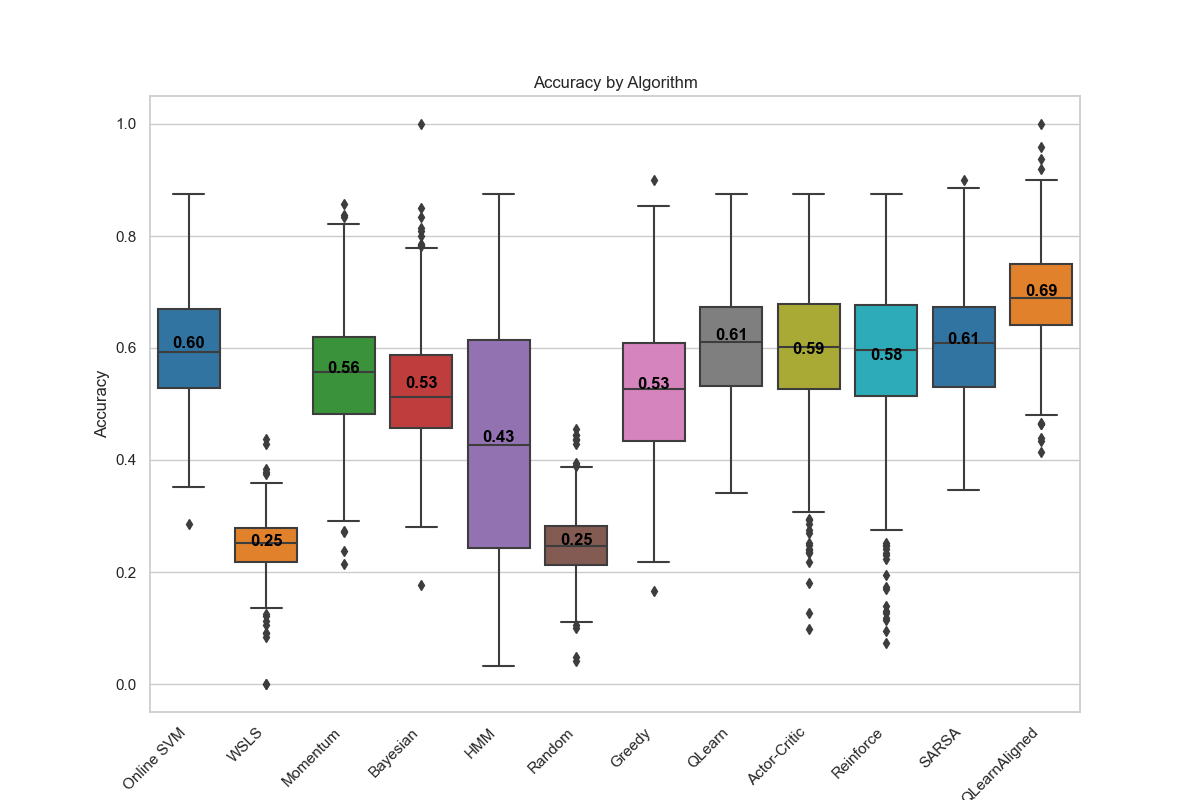 Accuracy by Algorithm
1.0
0.8
0.6
0.4
0.2
0.0
Accuracy
0.60
0.25
0.56
0.53
0.43
0.25
0.53
0.61
0.59
0.58
0.61
0.69
Online SVM
WSLS
Momentum
Bayesian
HMM
Random
Greedy
QLearn
Actor-Critic
Reinforce
SARSA
QLearnAligned